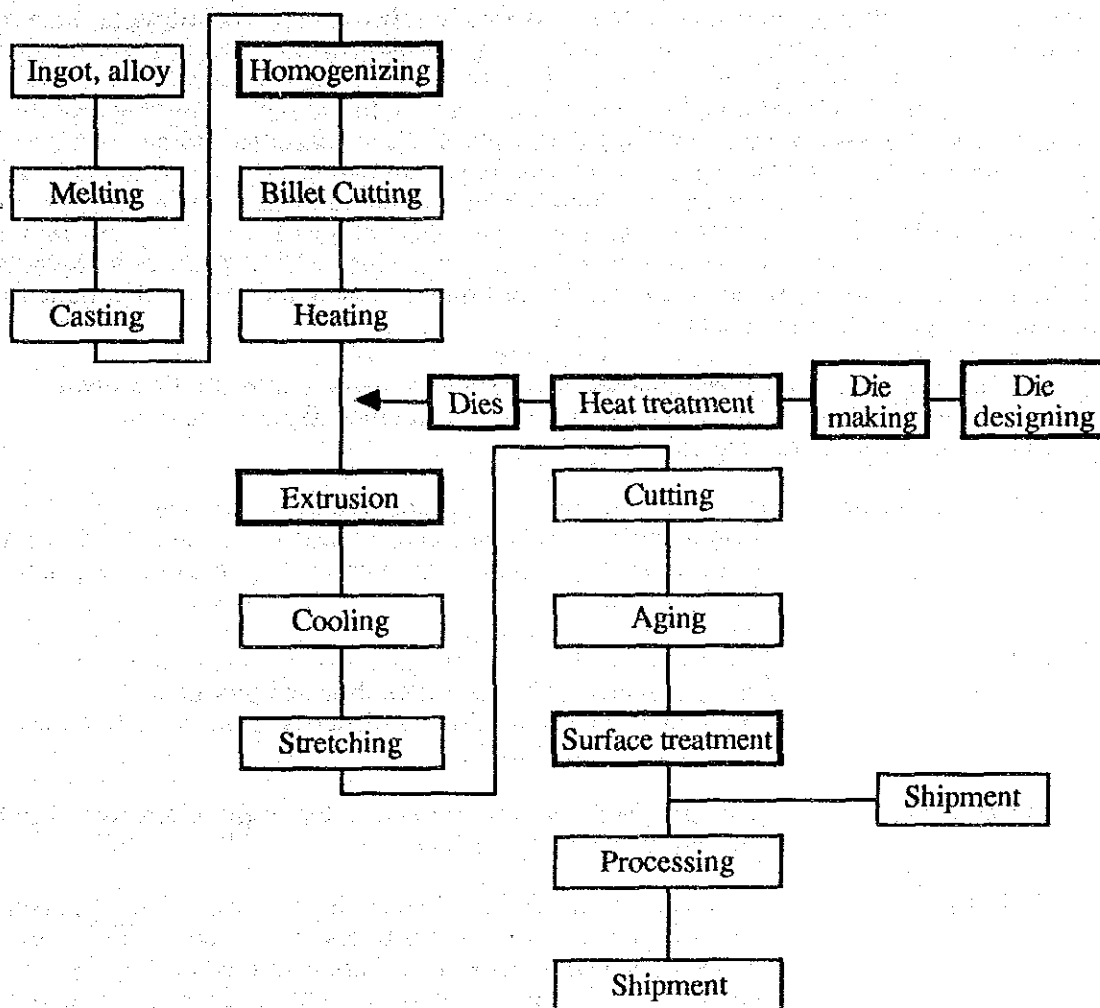 Ingot, alloy
Melting
Casting
Homogenizing
Billet Cutting
Heating
Dies
Heat treatment
Die
making
Die
designing
Extrusion
Cooling
Stretching
Cutting
Aging
Surface treatment
Shipment
Processing
Shipment